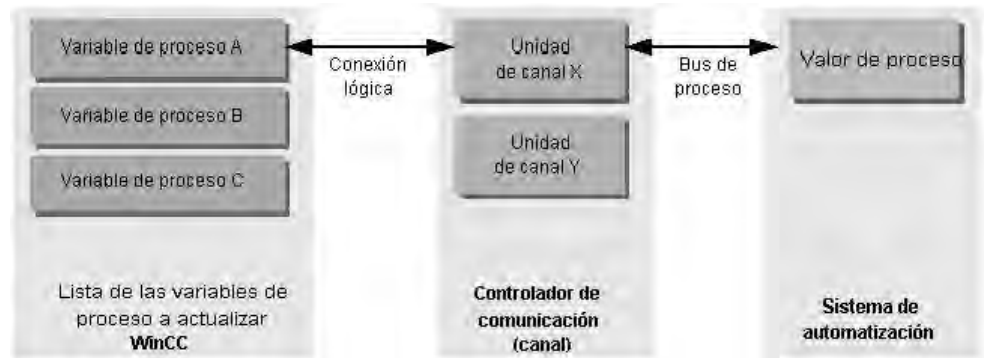 Variable de proceso A
Variable de proceso B
Variable de proceso C
Lista de las variables de
proceso a actualizar
WinCC
Conexión
lógica
Unidad
de canal X
Unidad
de canal Y
Controlador de
comunicación
(canal)
Bus de
proceso
Valor de proceso
Sistema de
automatización